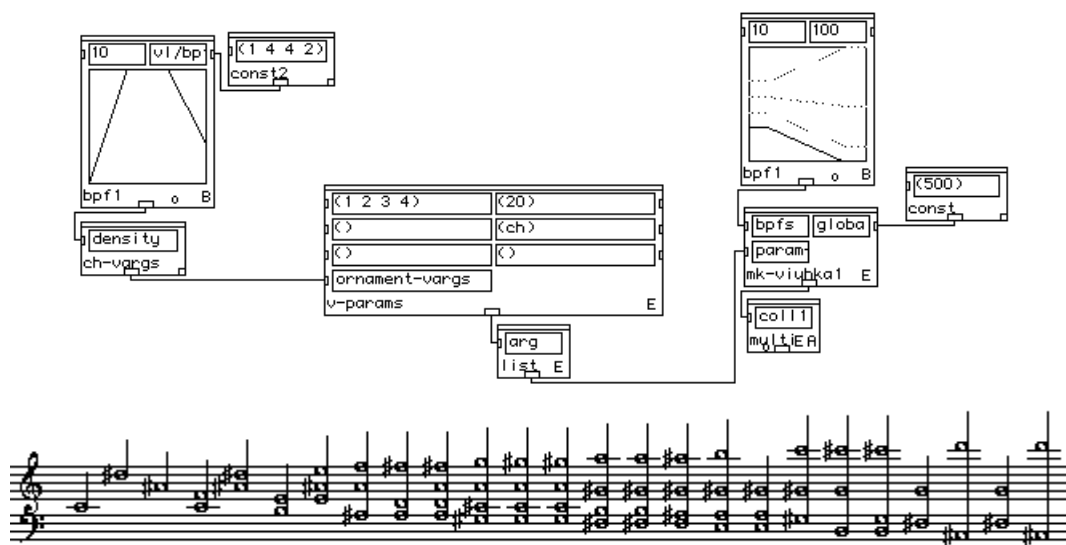 10 vl/bp
bpf1 o B
(1 4 4 2)
const2
10 100
bpf1 o B
(500)
const
density
ch-vargs
(1 2 3 4) (20)
() (ch)
() ()
ornament-vargs
v-params E
bpfs globa
param-
mk-viuhka1 E
arg
list E
coll1
multi E A